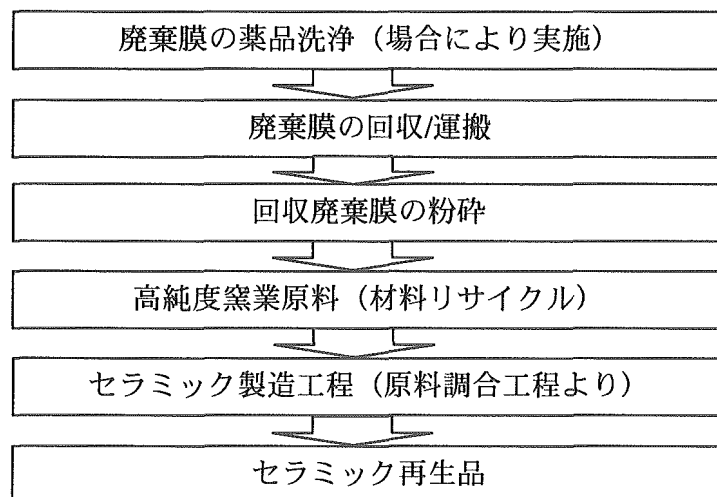 廃棄膜の薬品洗浄（場合により実施）
廃棄膜の回収/運搬
回収廃棄膜の粉砕
高純度窯業原料（材料リサイクル）
セラミック製造工程（原料調合工程より）
セラミック再生品